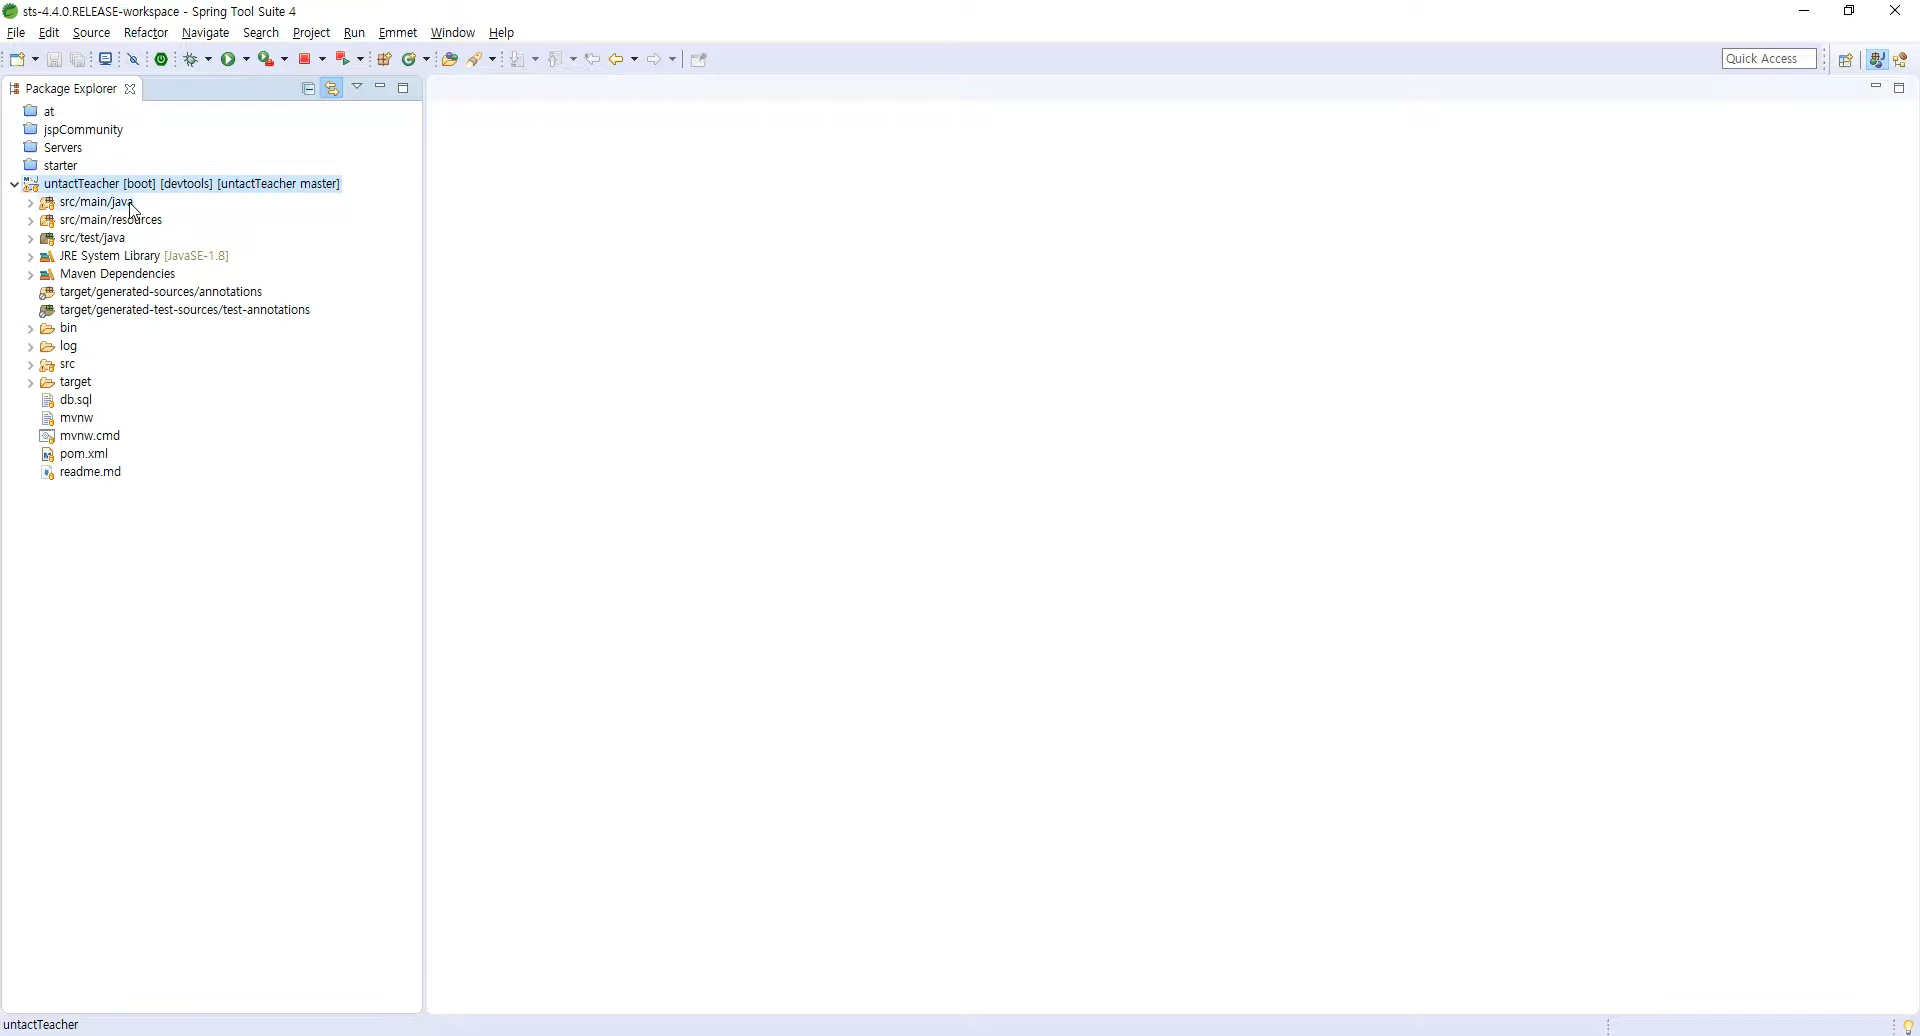 sts-4.4.0.RELEASE-workspace - Spring Tool Suite 4
File Edit Source Refactor Navigate Search Project Run Emmet Window Help
Quick Access
Package Explorer
at
jspCommunity
Servers
starter
untactTeacher [boot] [devtools] [untactTeacher master]
src/main/java
src/main/resources
src/test/java
JRE System Library [JavaSE-1.8]
Maven Dependencies
target/generated-sources/annotations
target/generated-test-sources/test-annotations
bin
log
src
target
db.sql
mvnw
mvnw.cmd
pom.xml
readme.md
untactTeacher